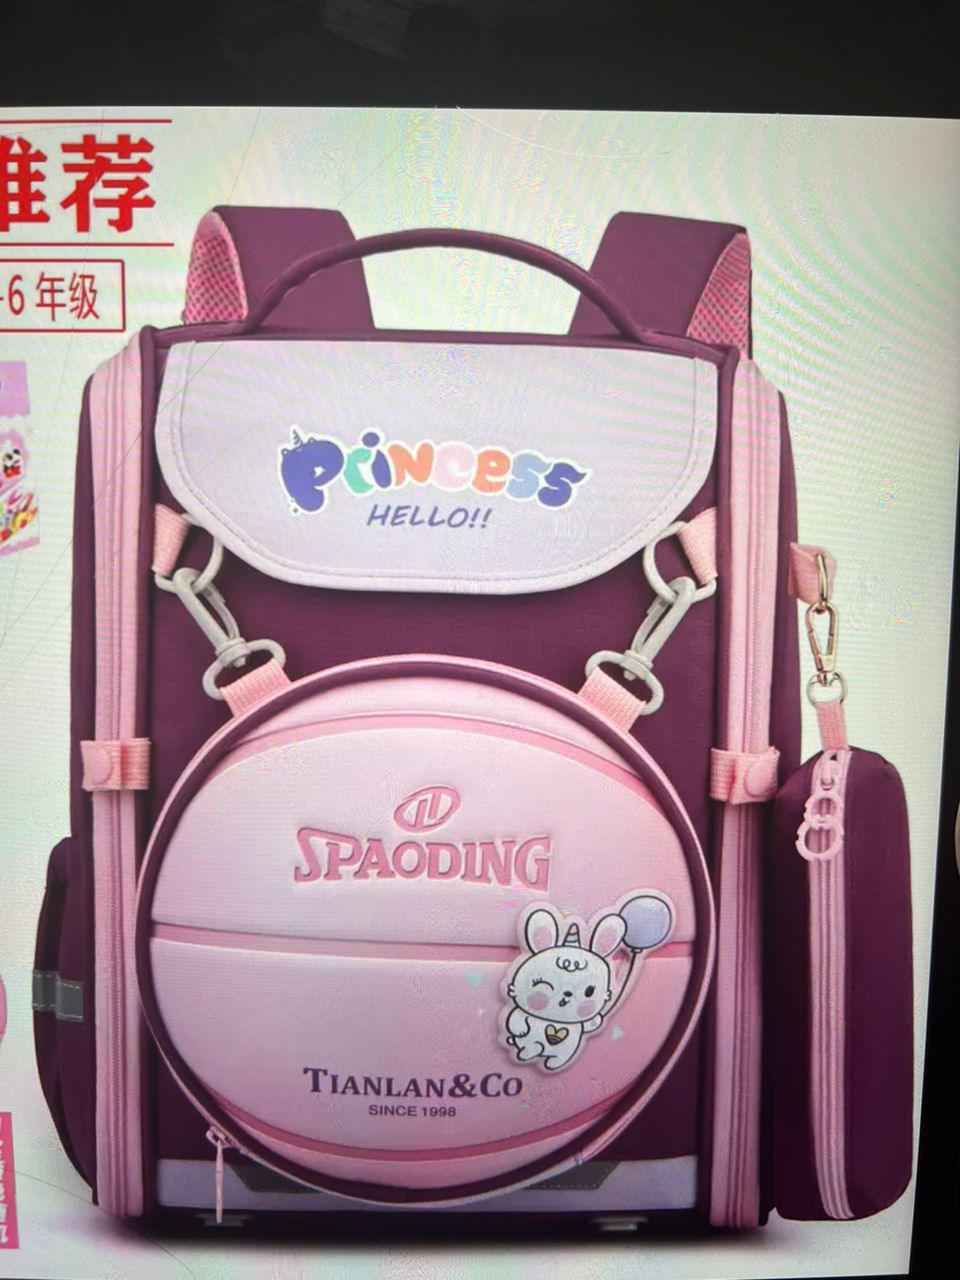 推荐
-6 年级
Princess
HELLO!!
SPAODING
TIANLAN&CO
SINCE 1998